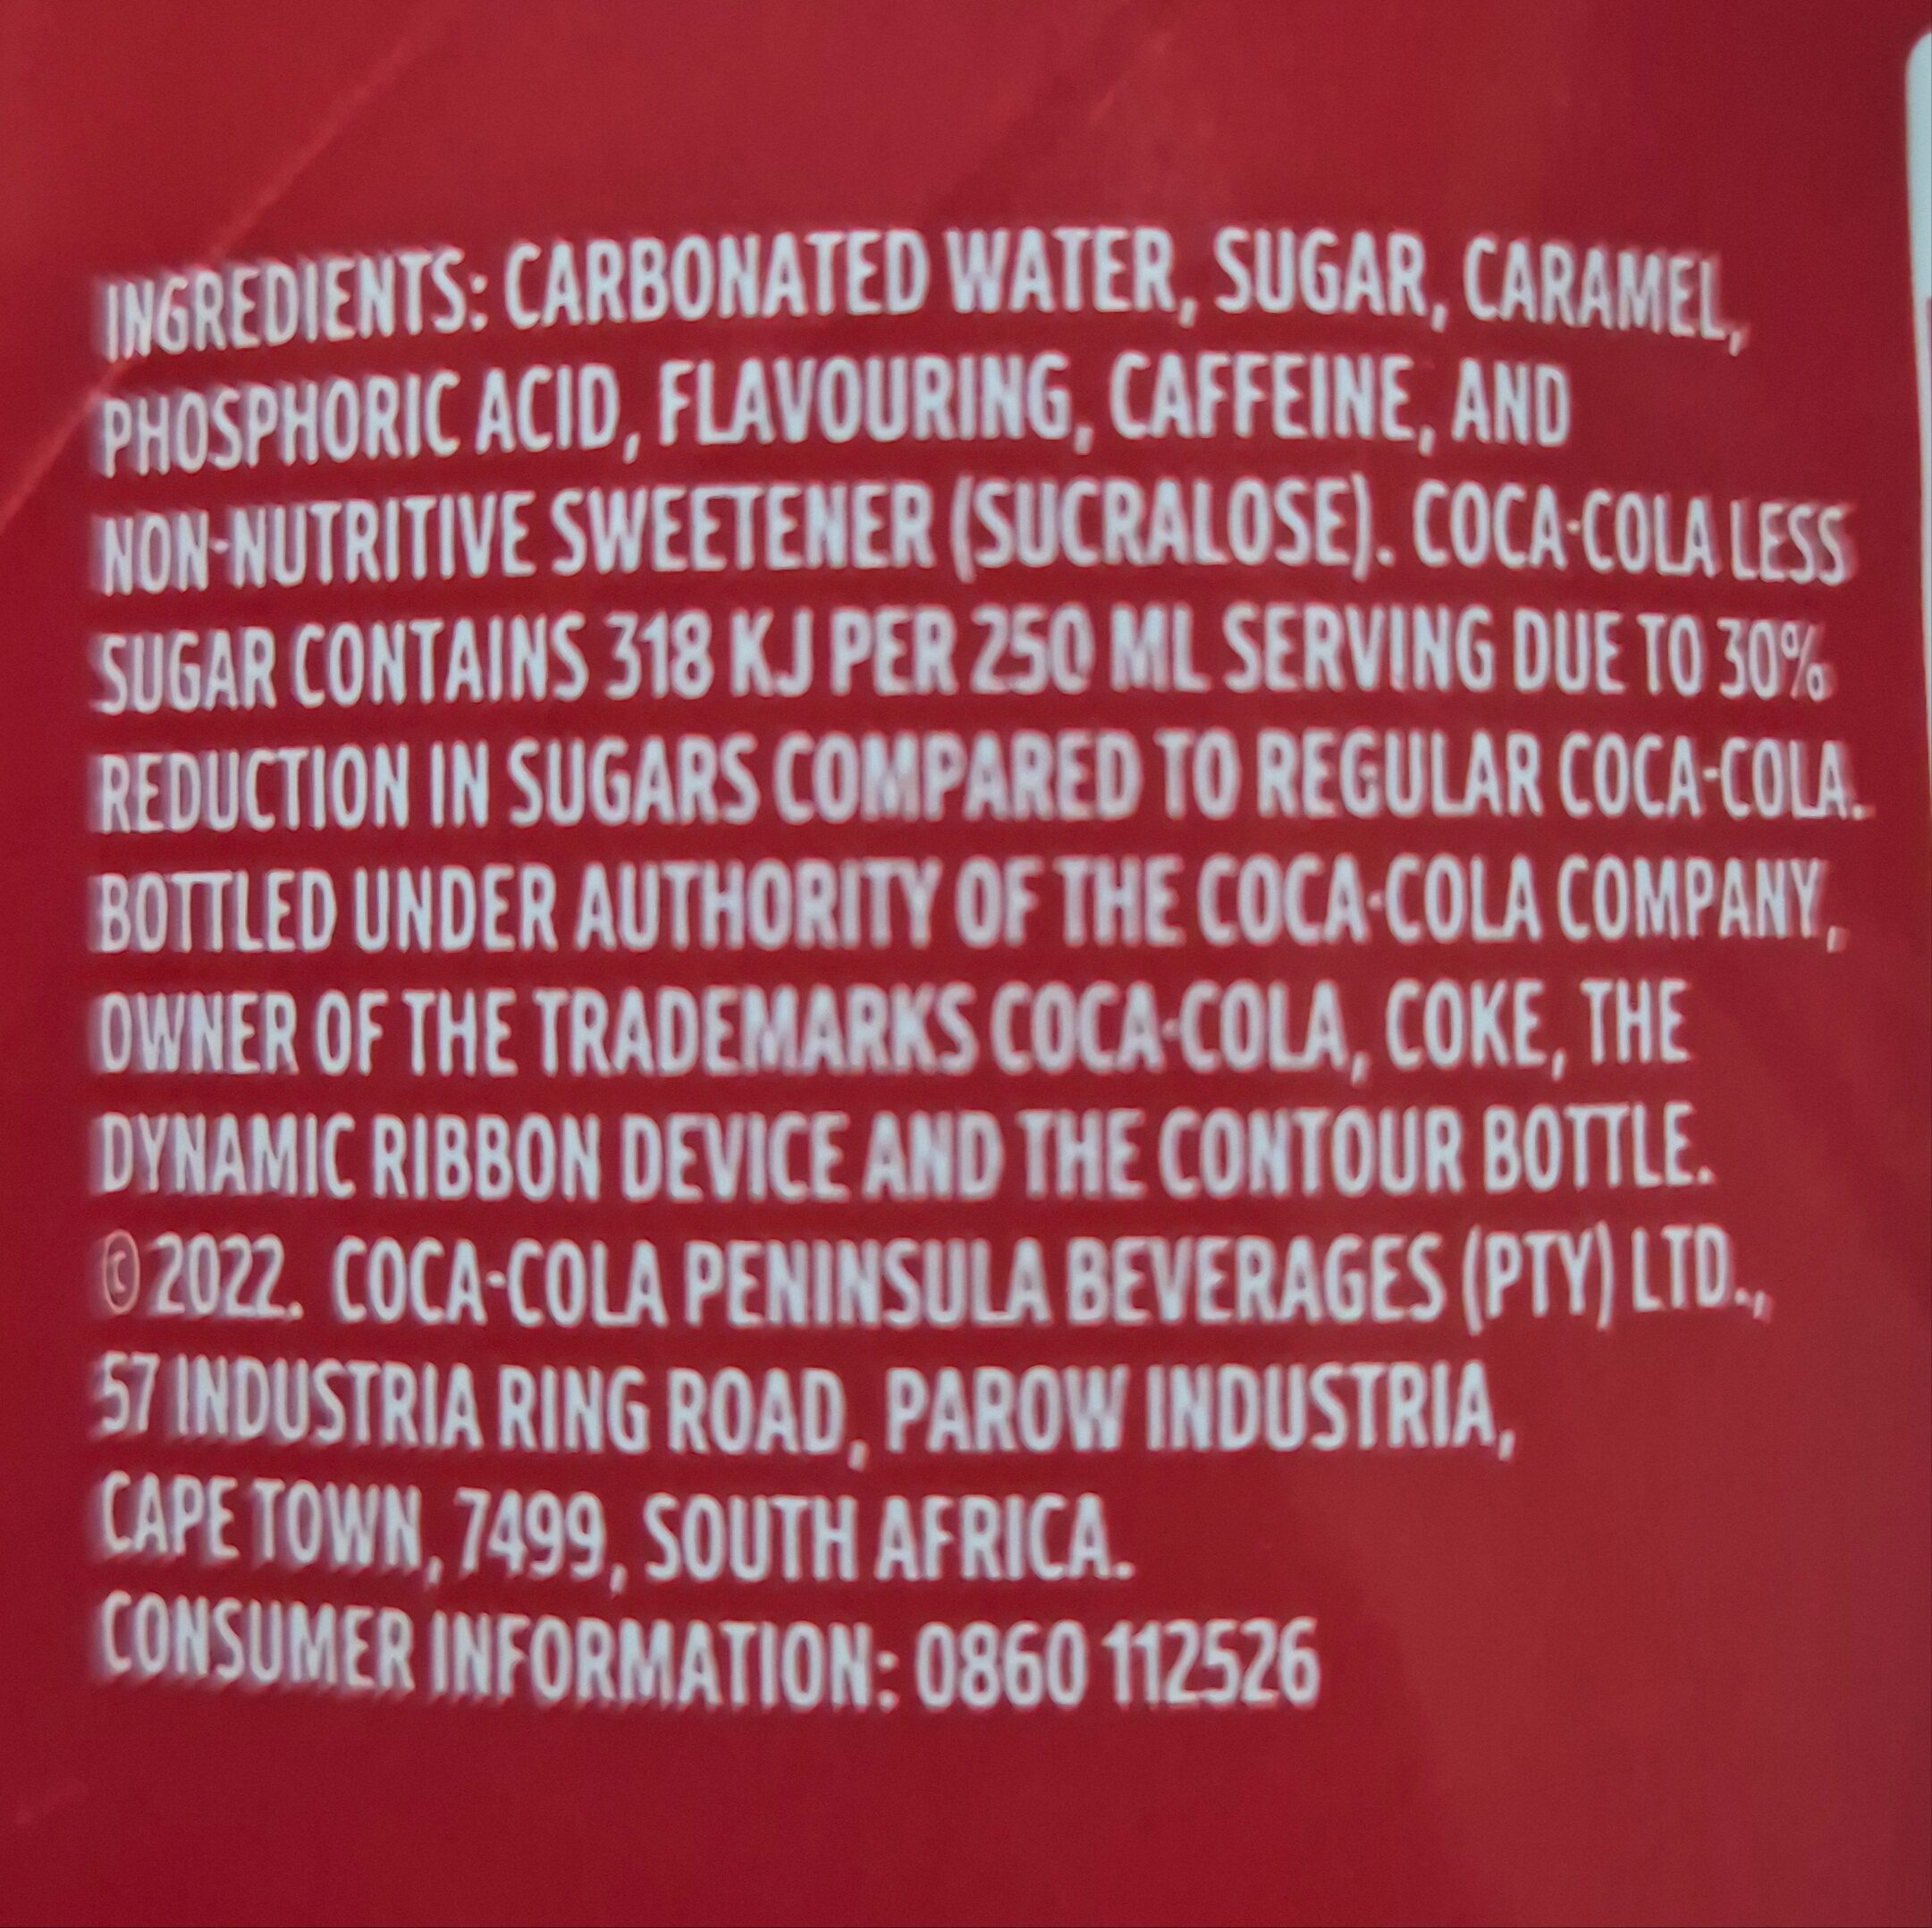 INGREDIENTS: CARBONATED WATER, SUGAR, CARAMEL,
PHOSPHORIC ACID, FLAVOURING, CAFFEINE, AND
NON-NUTRITIVE SWEETENER (SUCRALOSE). COCA-COLA LESS
SUGAR CONTAINS 318 KJ PER 250 ML SERVING DUE TO 30%
REDUCTION IN SUGARS COMPARED TO REGULAR COCA-COLA.
BOTTLED UNDER AUTHORITY OF THE COCA-COLA COMPANY,
OWNER OF THE TRADEMARKS COCA-COLA, COKE, THE
DYNAMIC RIBBON DEVICE AND THE CONTOUR BOTTLE.
© 2022. COCA-COLA PENINSULA BEVERAGES (PTY) LTD.,
57 INDUSTRIA RING ROAD, PAROW INDUSTRIA,
CAPE TOWN, 7499, SOUTH AFRICA.
CONSUMER INFORMATION: 0860 112526